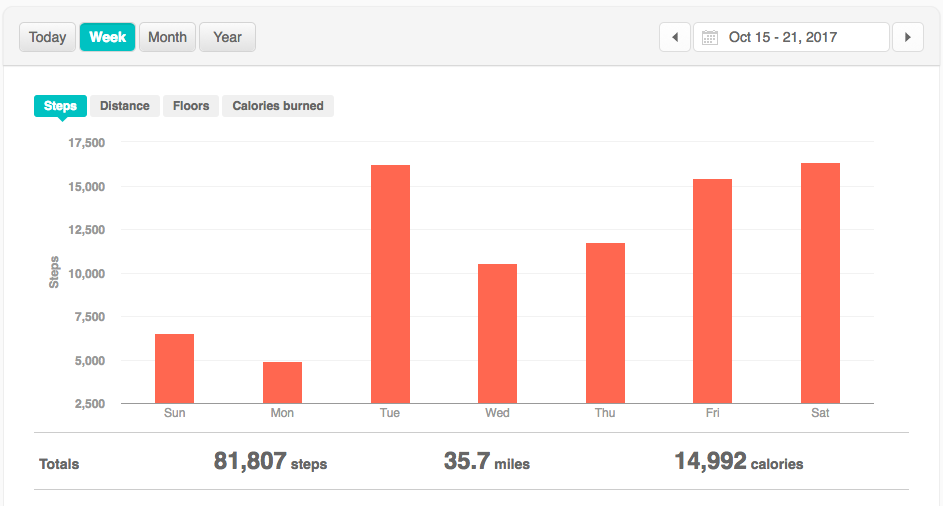 Today Week Month Year Oct 15 - 21, 2017
Steps Distance Floors Calories burned
17,500
15,000
12,500
10,000
7,500
5,000
2,500
Steps
Sun Mon Tue Wed Thu Fri Sat
Totals 81,807 steps 35.7 miles 14,992 calories